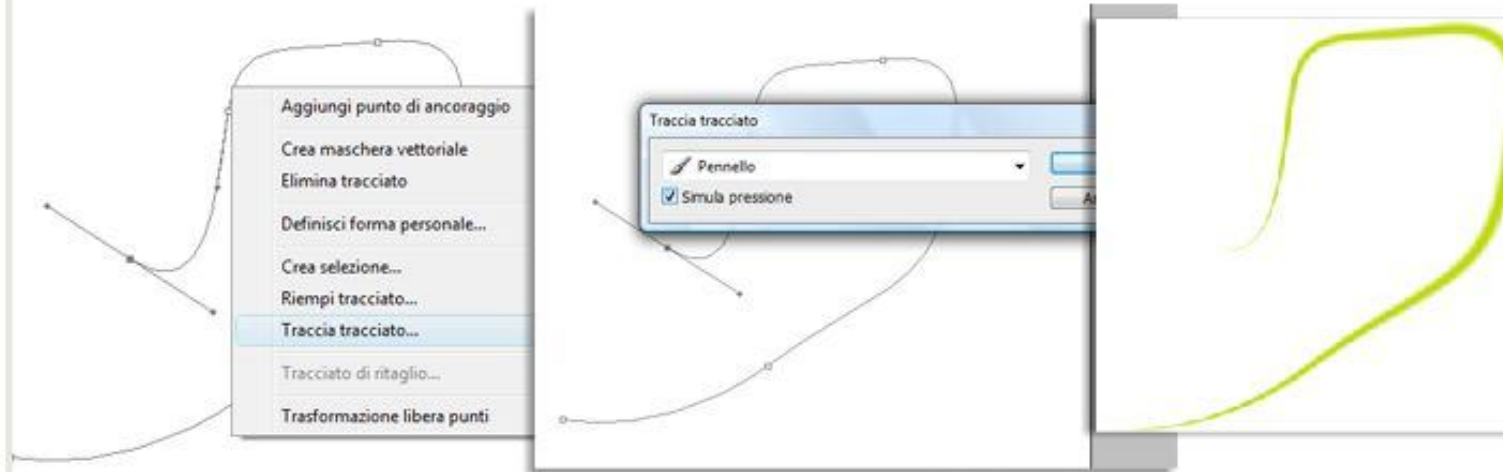 Aggiungi punto di ancoraggio
Crea maschera vettoriale
Elimina tracciato
Definisci forma personale...
Crea selezione...
Riempi tracciato...
Traccia tracciato...
Tracciato di ritaglio...
Trasformazione libera punti
Traccia tracciato
Pennello
Simula pressione